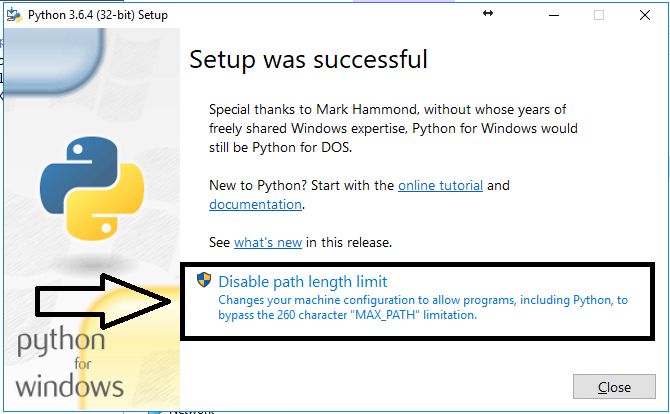 Python 3.6.4 (32-bit) Setup
Setup was successful
Special thanks to Mark Hammond, without whose years of
freely shared Windows expertise, Python for Windows would
still be Python for DOS.
New to Python? Start with the online tutorial and
documentation.
See what's new in this release.
Disable path length limit
Changes your machine configuration to allow programs, including Python, to
bypass the 260 character "MAX_PATH" limitation.
python
for
windows
Close
Network